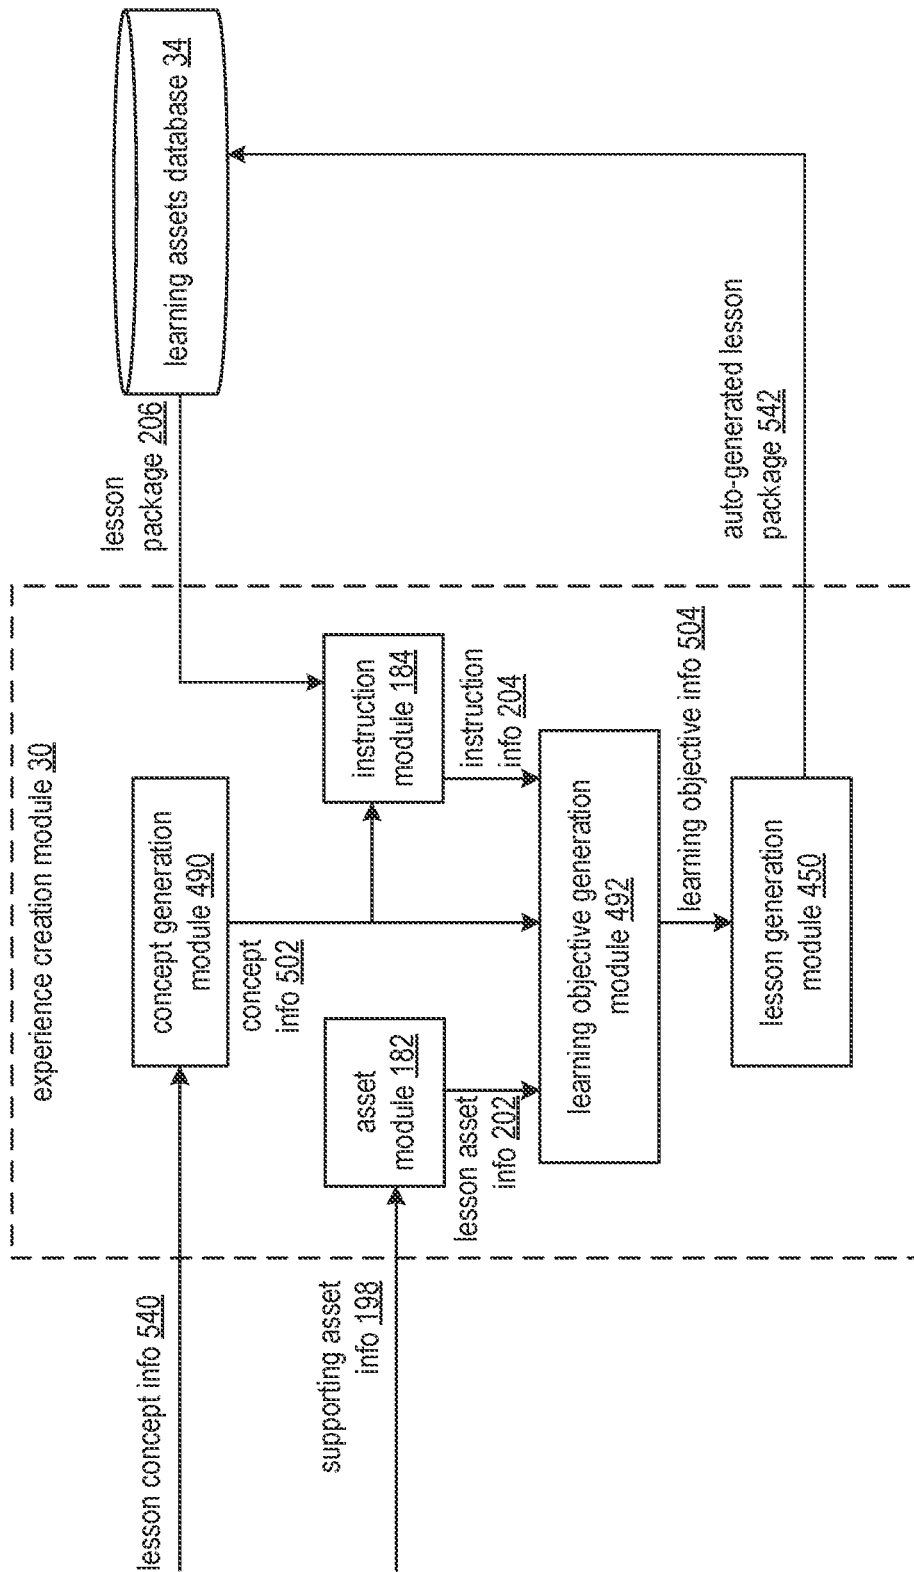 experience creation module 30
lesson concept info 540
concept generation
module 490
concept
info 502
lesson
package 206
learning assets database 34
supporting asset
info 198
asset
module 182
lesson asset
info 202
instruction
module 184
instruction
info 204
learning objective generation
module 492
learning objective info 504
lesson generation
module 450
auto-generated lesson
package 542